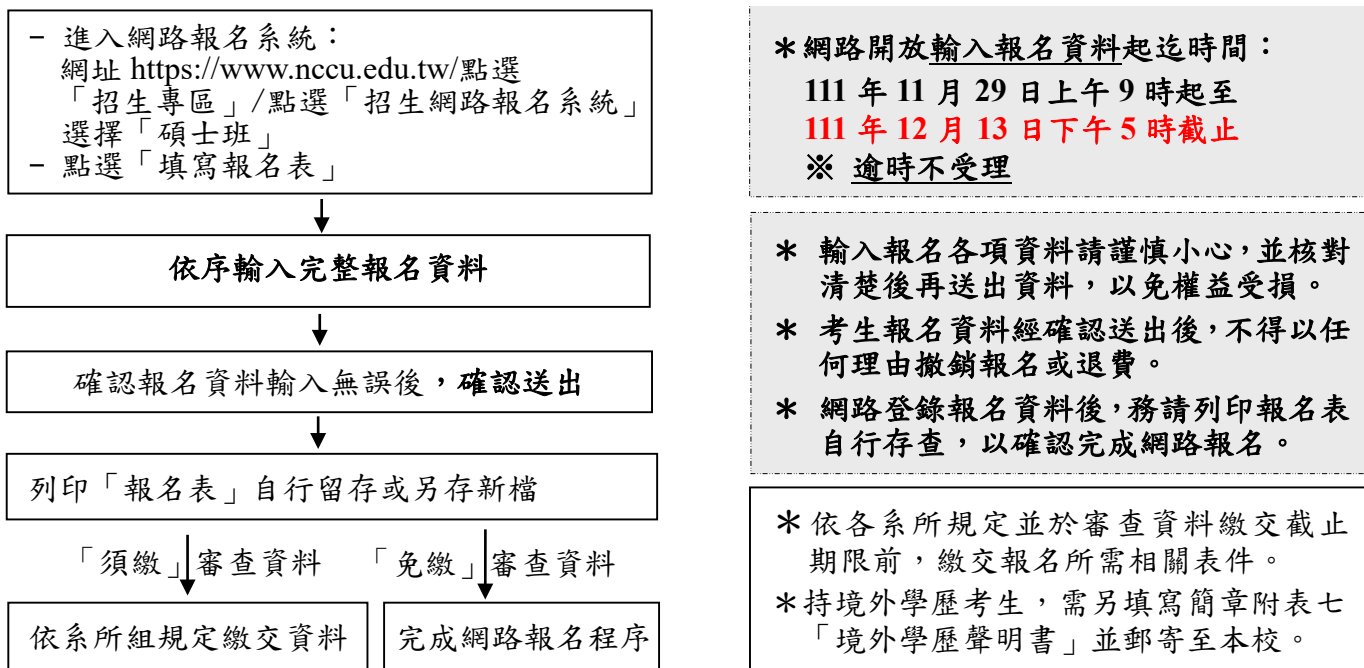 – 進入網路報名系統：
網址 https://www.nccu.edu.tw/點選
「招生專區」/點選「招生網路報名系統」
選擇「碩士班」
– 點選「填寫報名表」
依序輸入完整報名資料
確認報名資料輸入無誤後，確認送出
列印「報名表」自行留存或另存新檔
「須繳」審查資料
「免繳」審查資料
依系所組規定繳交資料
完成網路報名程序
＊網路開放輸入報名資料起迄時間：
111 年 11 月 29 日上午 9 時起至
111 年 12 月 13 日下午 5 時截止
※ 逾時不受理
＊ 輸入報名各項資料請謹慎小心，並核對
清楚後再送出資料，以免權益受損。
＊ 考生報名資料經確認送出後，不得以任
何理由撤銷報名或退費。
＊ 網路登錄報名資料後，務請列印報名表
自行存查，以確認完成網路報名。
＊依各系所規定並於審查資料繳交截止
期限前，繳交報名所需相關表件。
＊持境外學歷考生，需另填寫簡章附表七
「境外學歷聲明書」並郵寄至本校。